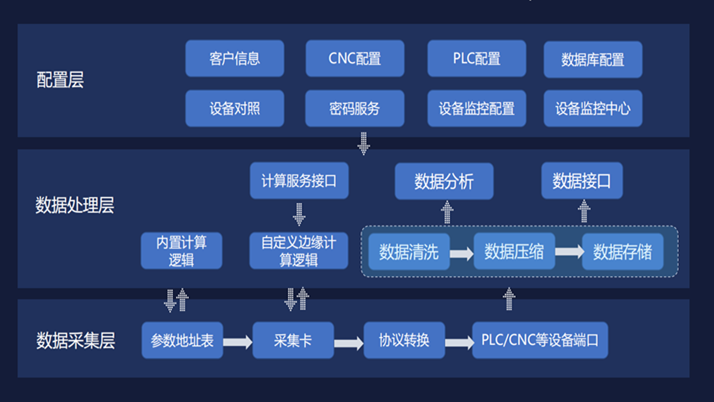 配置层
客户信息
CNC配置
PLC配置
数据库配置
设备对照
密码服务
设备监控配置
设备监控中心
数据处理层
计算服务接口
数据分析
数据接口
内置计算
逻辑
自定义边缘计
算逻辑
数据清洗
数据压缩
数据存储
数据采集层
参数地址表
采集卡
协议转换
PLC/CNC等设备端口